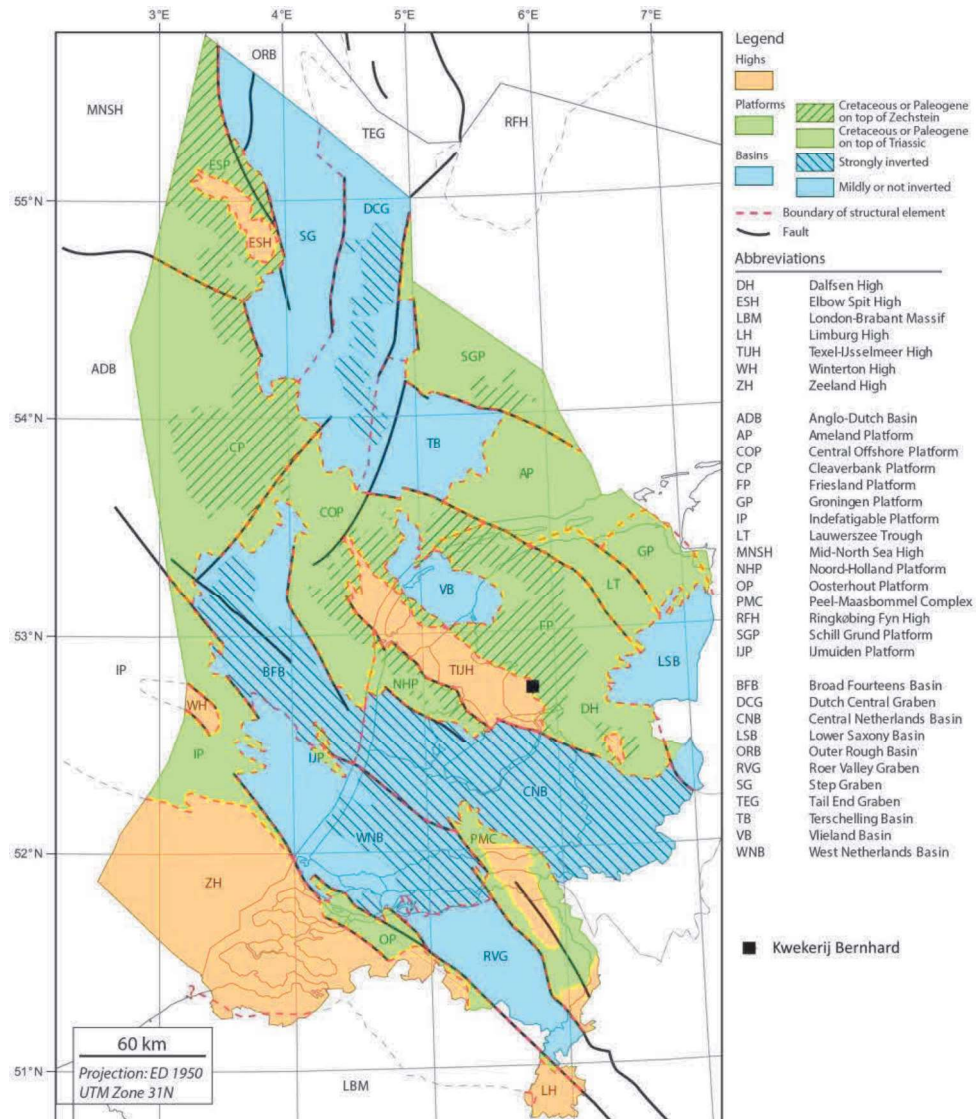 3°E 4°E 5°E 6°E 7°E
ORB
MNSH
TEG
RFH
ESP
55°N
DCG
SG
ESH
SGP
ADB
54°N
TB
CP
AP
COP
GP
LT
VB
53°N
FP
LSB
IP
BFB
TIJH
NHP
WH
DH
IP
IJP
CNB
WNB
PMC
52°N
ZH
OP
RVG
?
51°N
LBM
LH
60 km
Projection: ED 1950
UTM Zone 31N
Legend
Highs
Platforms
Cretaceous or Paleogene
on top of Zechstein
Cretaceous or Paleogene
on top of Triassic
Basins
Strongly inverted
Mildly or not inverted
Boundary of structural element
Fault
Abbreviations
DH Dalfsen High
ESH Elbow Spit High
LBM London-Brabant Massif
LH Limburg High
TIJH Texel-IJsselmeer High
WH Winterton High
ZH Zeeland High
ADB Anglo-Dutch Basin
AP Ameland Platform
COP Central Offshore Platform
CP Cleaverbank Platform
FP Friesland Platform
GP Groningen Platform
IP Indefatigable Platform
LT Lauwerszee Trough
MNSH Mid-North Sea High
NHP Noord-Holland Platform
OP Oosterhout Platform
PMC Peel-Maasbommel Complex
RFH Ringkøbing Fyn High
SGP Schill Grund Platform
IJP IJmuiden Platform
BFB Broad Fourteens Basin
DCG Dutch Central Graben
CNB Central Netherlands Basin
LSB Lower Saxony Basin
ORB Outer Rough Basin
RVG Roer Valley Graben
SG Step Graben
TEG Tail End Graben
TB Terschelling Basin
VB Vlieland Basin
WNB West Netherlands Basin
Kwekerij Bernhard